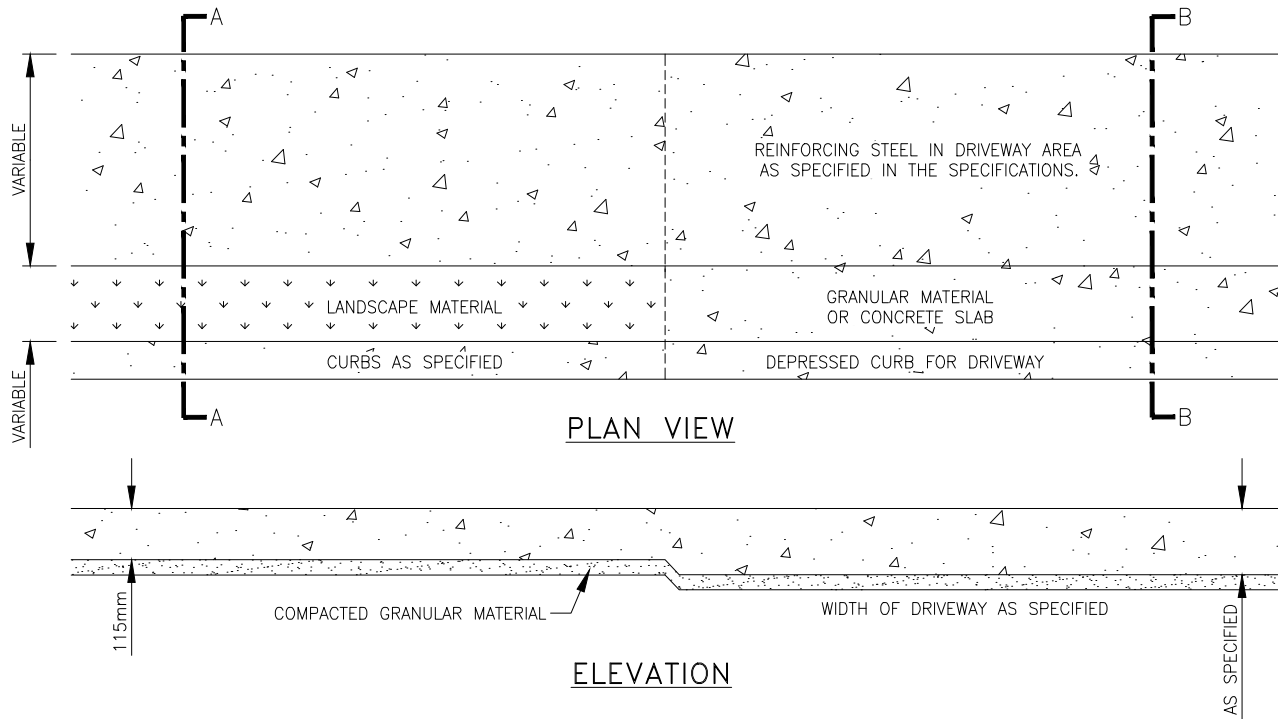 A
B
VARIABLE
REINFORCING STEEL IN DRIVEWAY AREA
AS SPECIFIED IN THE SPECIFICATIONS.
LANDSCAPE MATERIAL
GRANULAR MATERIAL
OR CONCRETE SLAB
VARIABLE
CURBS AS SPECIFIED
DEPRESSED CURB FOR DRIVEWAY
A
B
PLAN VIEW
115mm
COMPACTED GRANULAR MATERIAL
WIDTH OF DRIVEWAY AS SPECIFIED
AS SPECIFIED
ELEVATION